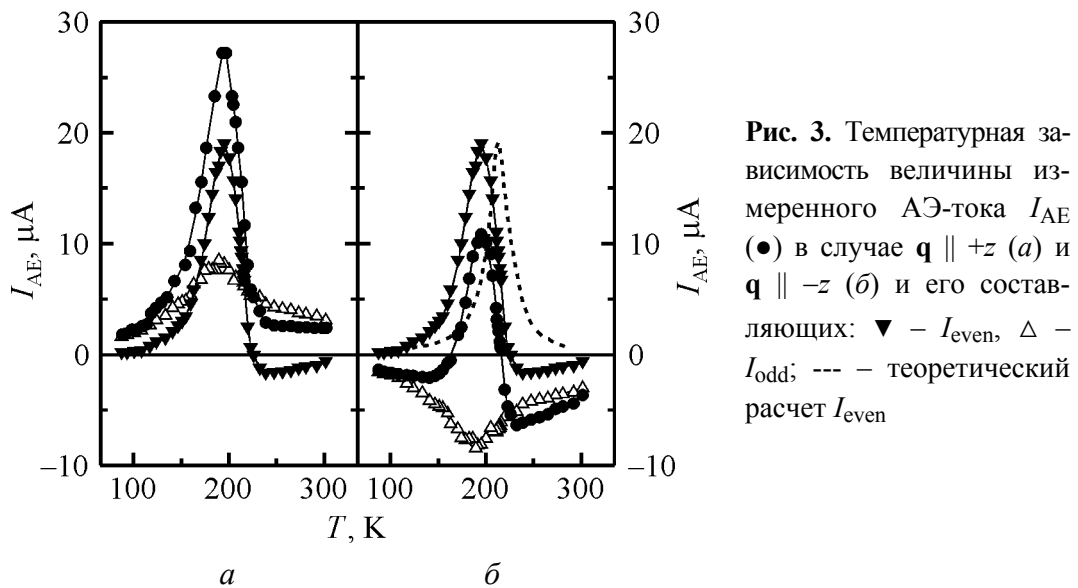 30
20
10
0
–10
I_AE, μA
100
200
300
100
200
300
T, K
а
б
30
20
10
0
–10
I_AE, μA
Рис. 3. Температурная за-
висимость величины из-
меренного АЭ-тока I_AE
(●) в случае q || +z (а) и
q || –z (б) и его состав-
ляющих: ▼ – I_even, △ –
I_odd; --- – теоретический
расчет I_even